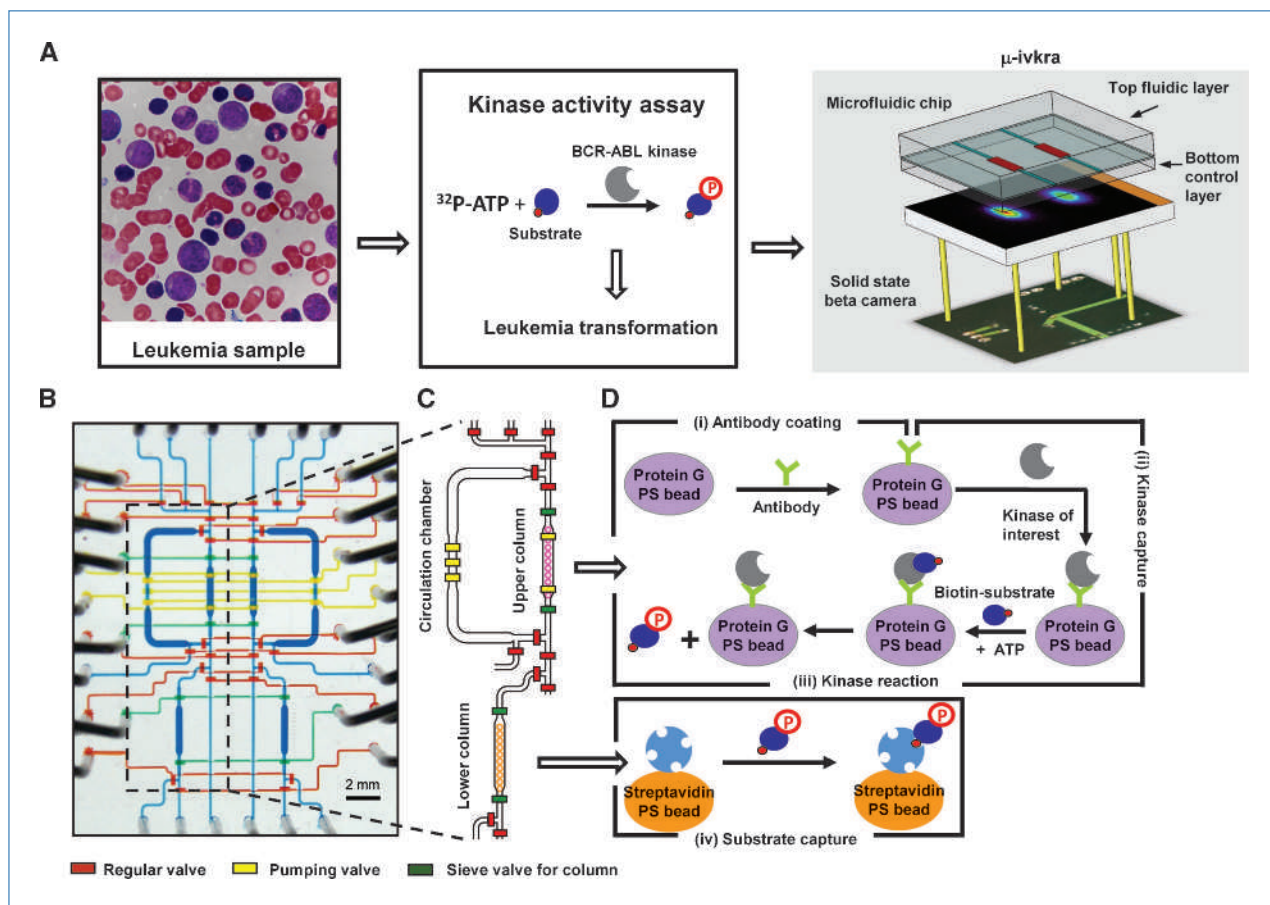 A
Leukemia sample
Kinase activity assay
BCR-ABL kinase
32P-ATP +
P
Substrate
Leukemia transformation
μ-ivkra
Microfluidic chip
Top fluidic layer
Bottom
control
layer
Solid state
beta camera
B
2 mm
C
Circulation chamber
Upper column
Lower column
D
(i) Antibody coating
(ii) Kinase capture
Protein G
PS bead
Antibody
Protein G
PS bead
Kinase of
interest
P
+
Protein G
PS bead
Protein G
PS bead
Biotin-substrate
+ ATP
Protein G
PS bead
(iii) Kinase reaction
Streptavidin
PS bead
P
P
Streptavidin
PS bead
(iv) Substrate capture
Regular valve
Pumping valve
Sieve valve for column